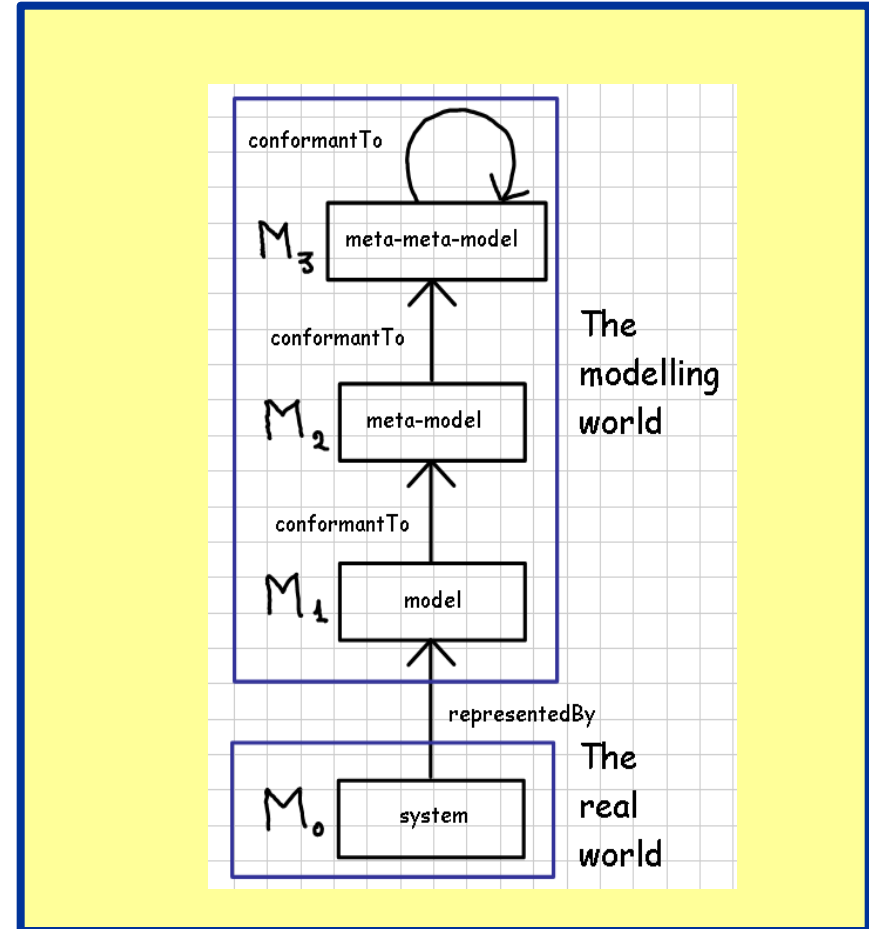 conformantTo
M3
meta-meta-model
The
modelling
world
conformantTo
M2
meta-model
conformantTo
M1
model
representedBy
The
real
world
M0
system